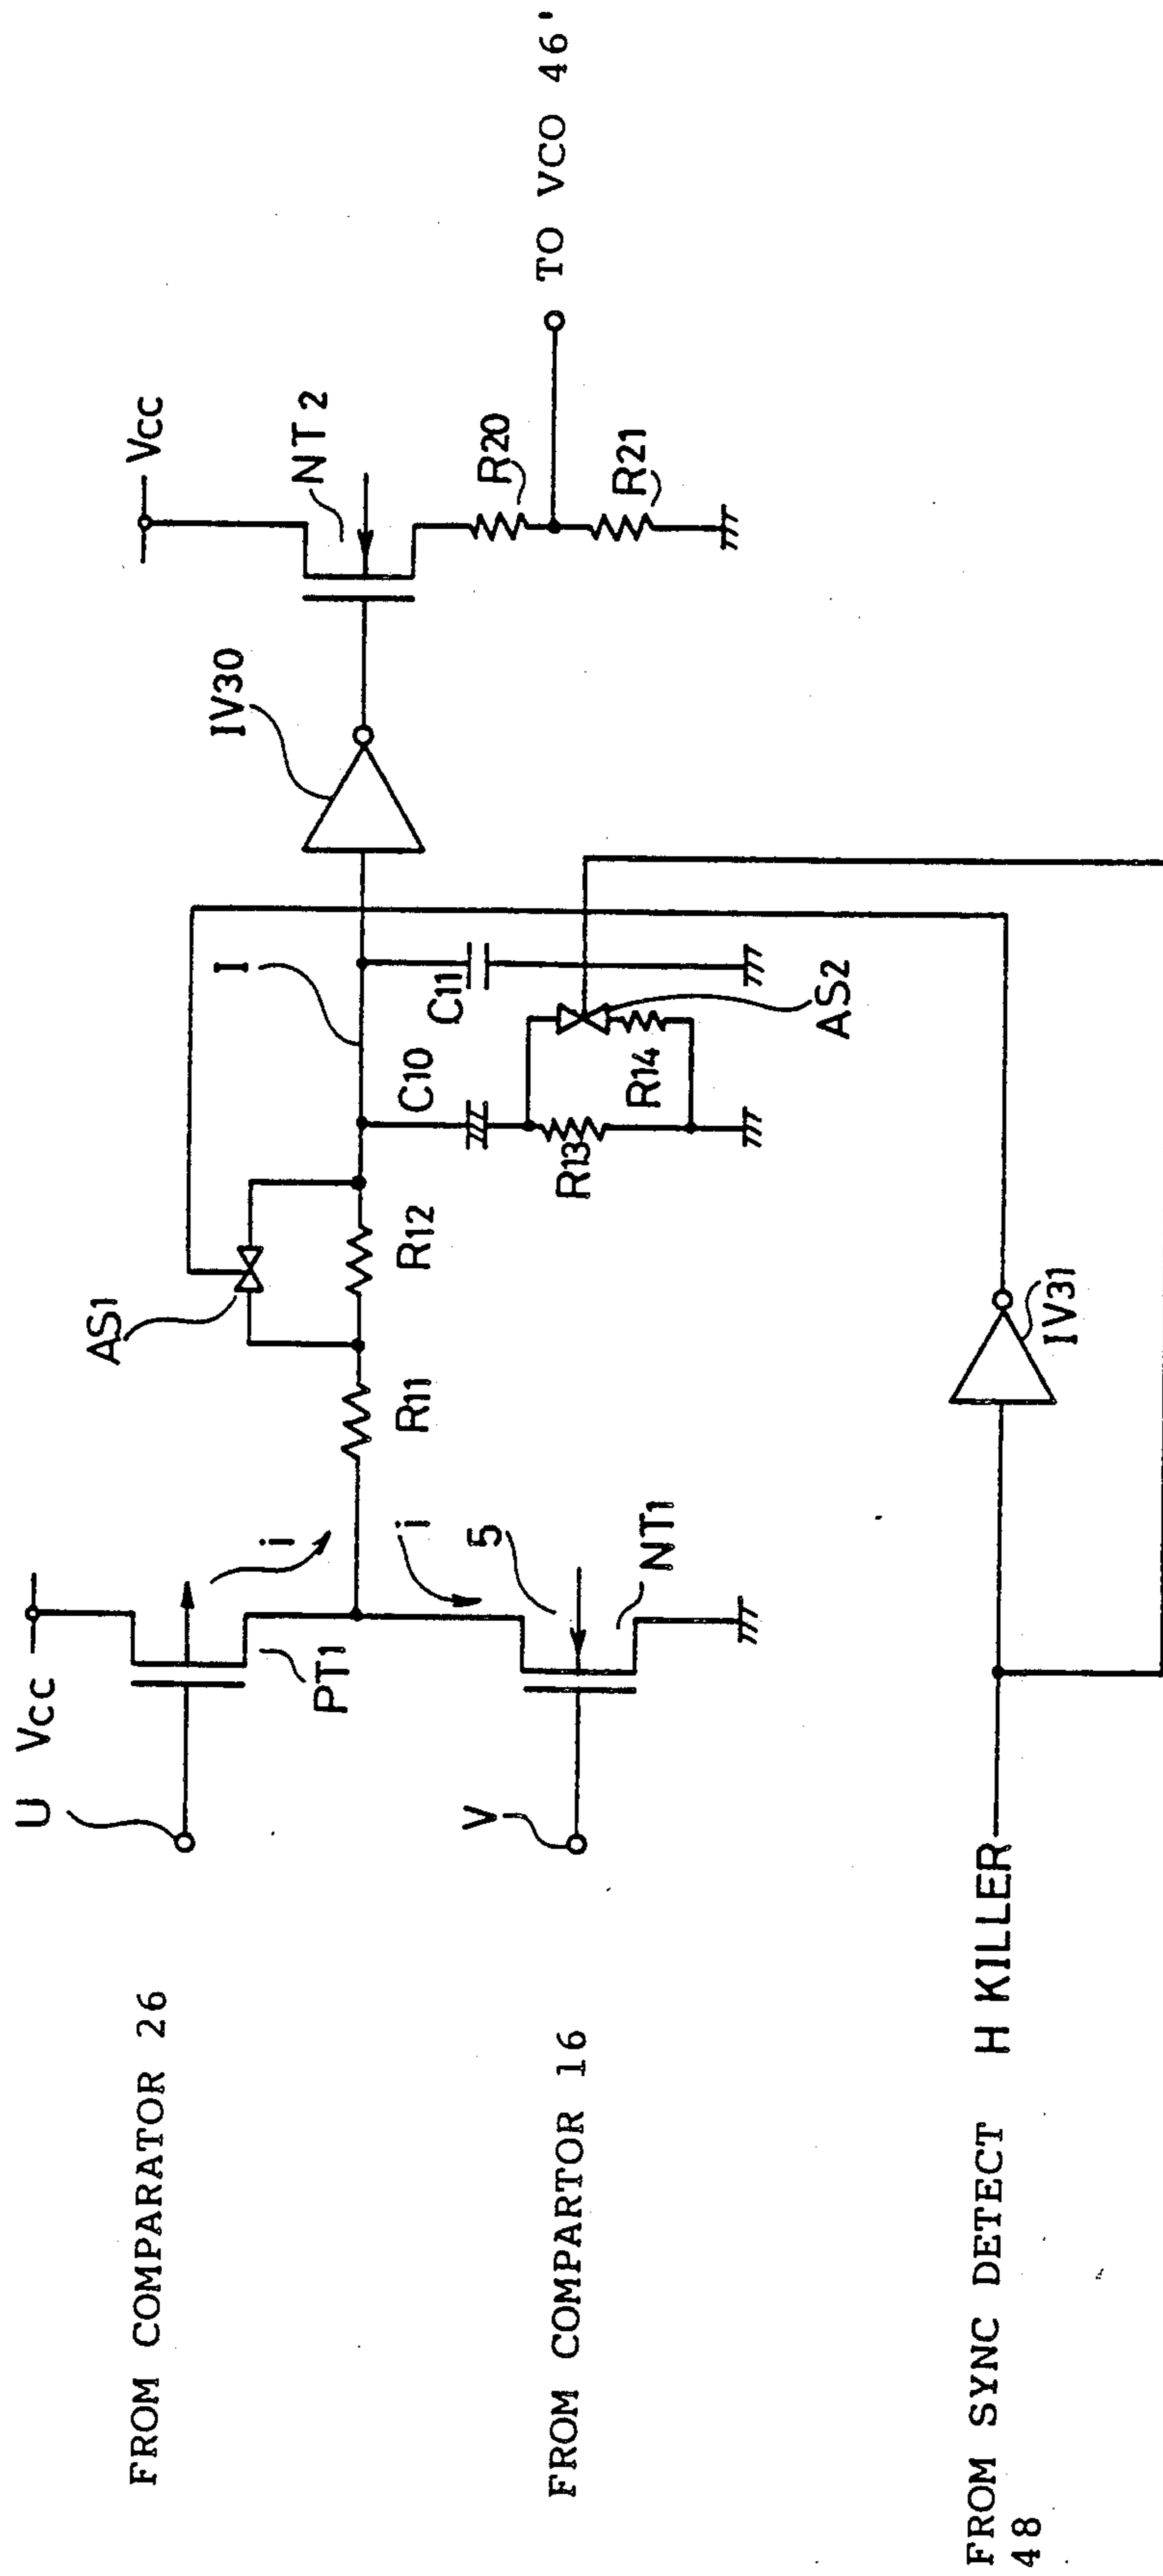 FROM COMPARATOR 26
U
Vcc
PT1
i
i
FROM COMPARTOR 16
V
5
NT1
R11
AS1
R12
I
C10
C11
R13
R14
AS2
IV30
Vcc
NT2
R20
R21
TO VCO 46'
FROM SYNC DETECT
48
H KILLER
IV31